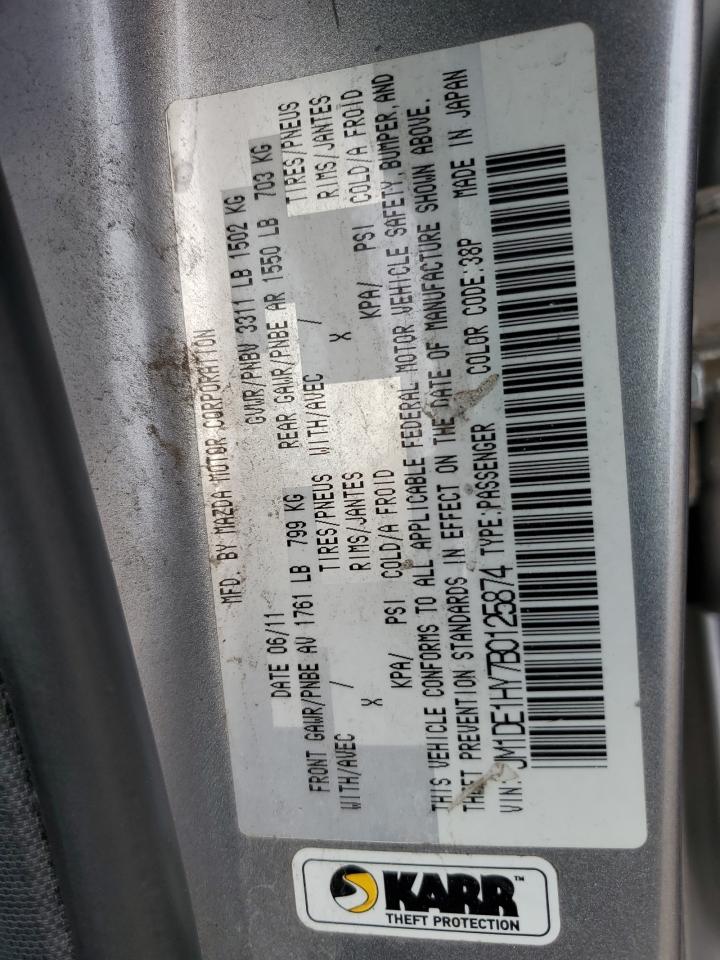 MFD. BY MAZDA MOTOR CORPORATION
DATE 06/11 GVWR/PNBV 3311 LB 1502 KG
FRONT GAWR/PNBE AV 1761 LB 799 KG REAR GAWR/PNBE AR 1550 LB 703 KG
WITH/AVEC / TIRES/PNEUS WITH/AVEC / TIRES/PNEUS
X RIMS/JANTES X RIMS/JANTES
KPA/ PSI COLD/A FROID KPA/ PSI COLD/A FROID
THIS VEHICLE CONFORMS TO ALL APPLICABLE FEDERAL MOTOR VEHICLE SAFETY,BUMPER,AND
THEFT PREVENTION STANDARDS IN EFFECT ON THE DATE OF MANUFACTURE SHOWN ABOVE.
VIN:JM1DE1HY7B0125874 TYPE:PASSENGER COLOR CODE:38P MADE IN JAPAN
KARR™
THEFT PROTECTION